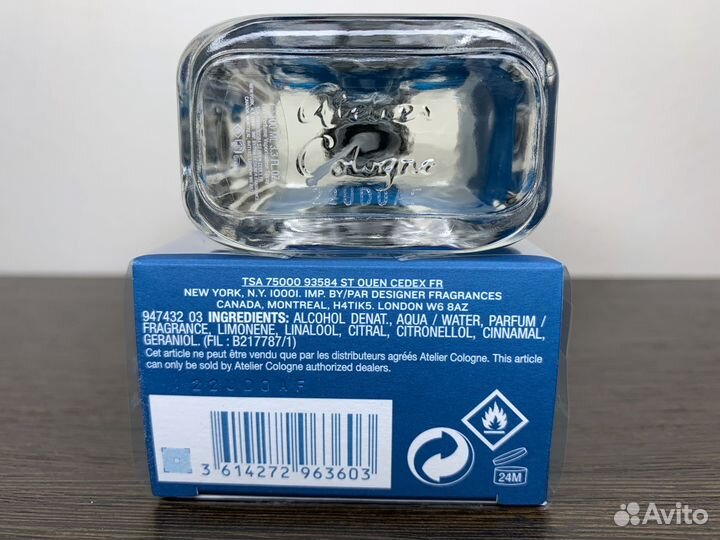 Atelier
Cologne
22UD0AF
TSA 75000 93584 ST OUEN CEDEX FR
NEW YORK, N.Y. 10001. IMP. BY/PAR DESIGNER FRAGRANCES
CANADA, MONTREAL, H4T1K5. LONDON W6 8AZ
947432 03 INGREDIENTS: ALCOHOL DENAT., AQUA / WATER, PARFUM /
FRAGRANCE, LIMONENE, LINALOOL, CITRAL, CITRONELLOL, CINNAMAL,
GERANIOL. (FIL : B217787/1)
Cet article ne peut être vendu que par les distributeurs agréés Atelier Cologne. This article
can only be sold by Atelier Cologne authorized dealers.
22UD0AF
3 614272 963603
24M
Avito